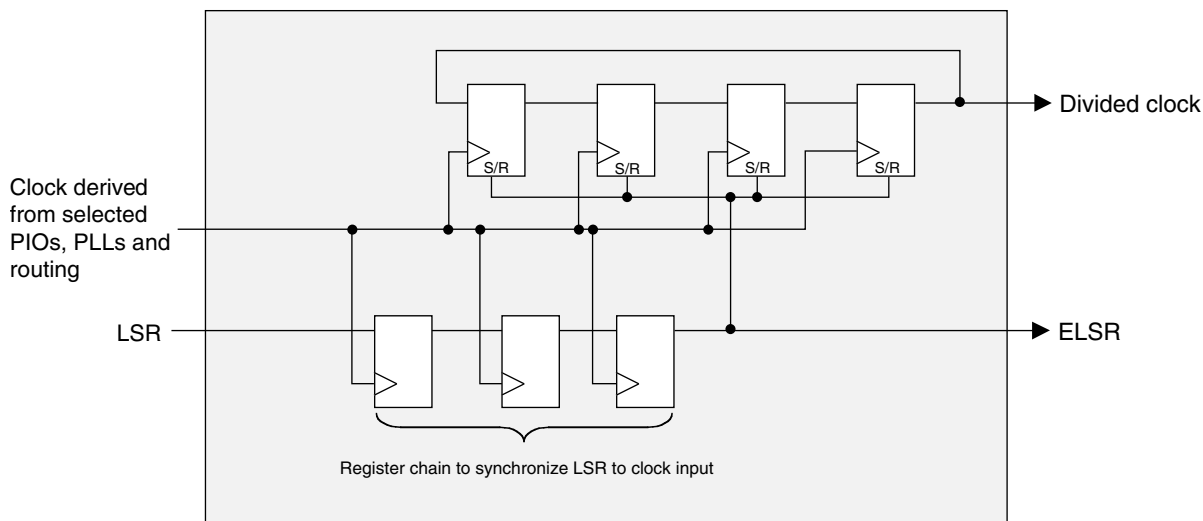 Divided clock
S/R
S/R
S/R
S/R
Clock derived
from selected
PIOs, PLLs and
routing
LSR
ELSR
Register chain to synchronize LSR to clock input